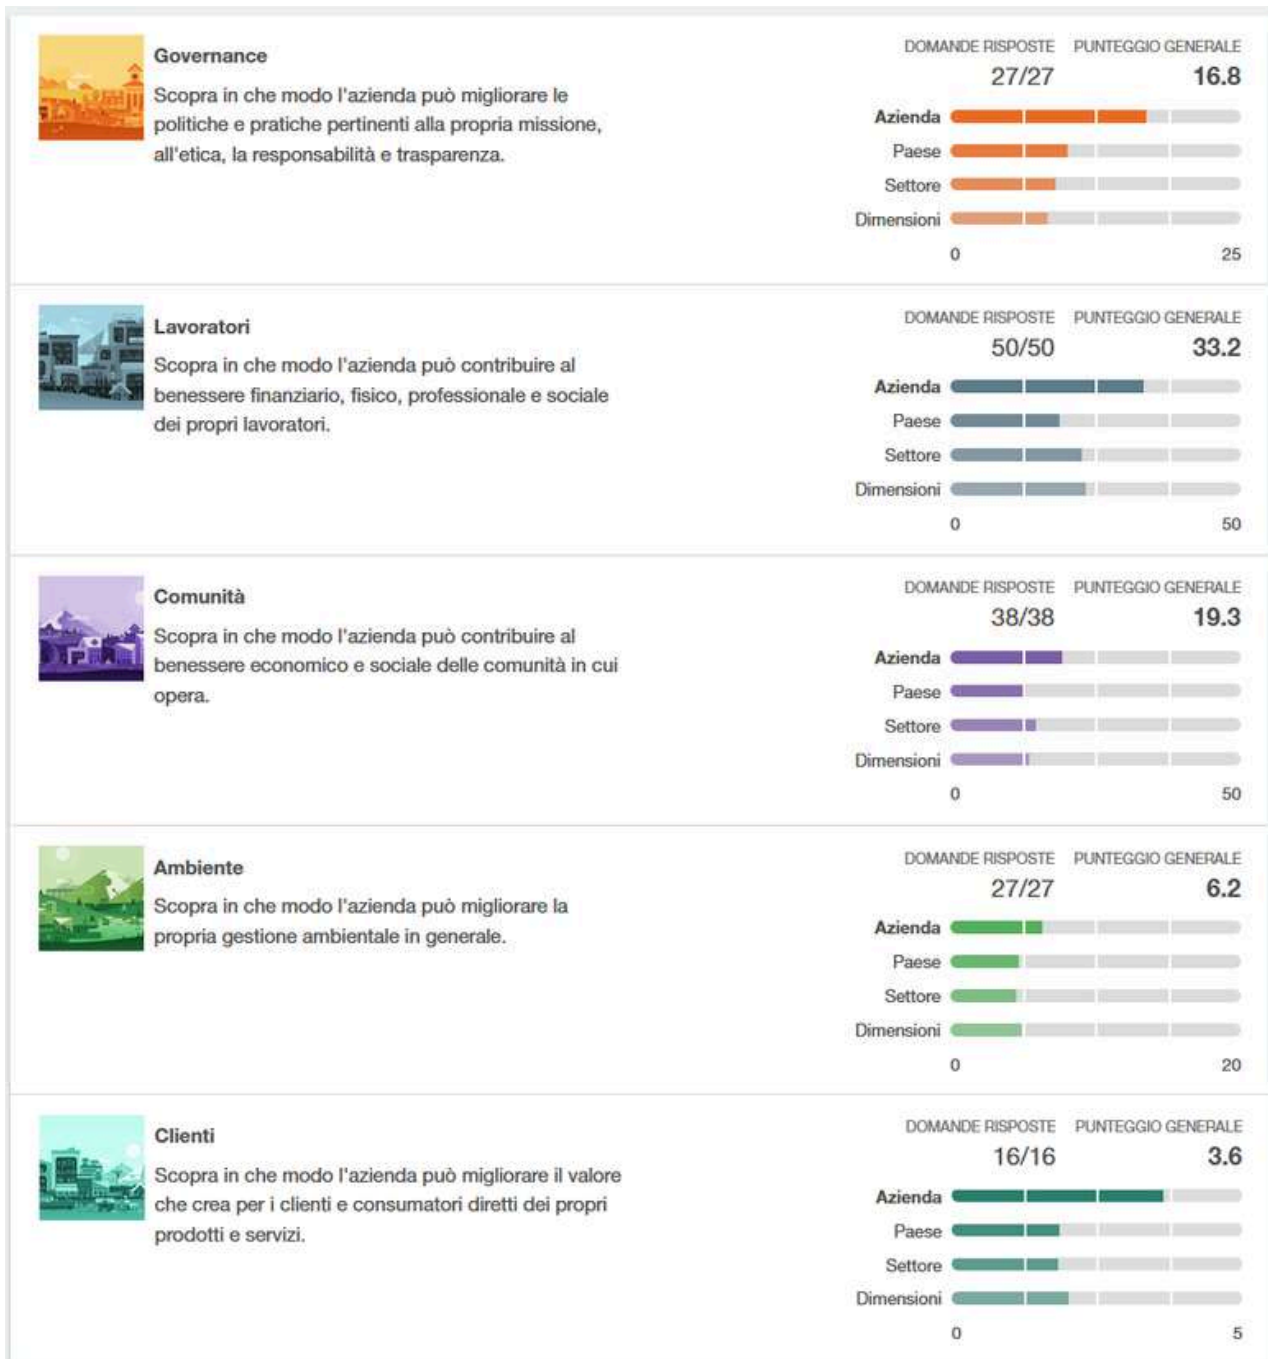 Governance
Scopra in che modo l'azienda può migliorare le
politiche e pratiche pertinenti alla propria missione,
all'etica, la responsabilità e trasparenza.
DOMANDE RISPOSTE PUNTEGGIO GENERALE
27/27 16.8
Azienda
Paese
Settore
Dimensioni
0 25
Lavoratori
Scopra in che modo l'azienda può contribuire al
benessere finanziario, fisico, professionale e sociale
dei propri lavoratori.
DOMANDE RISPOSTE PUNTEGGIO GENERALE
50/50 33.2
Azienda
Paese
Settore
Dimensioni
0 50
Comunità
Scopra in che modo l'azienda può contribuire al
benessere economico e sociale delle comunità in cui
opera.
DOMANDE RISPOSTE PUNTEGGIO GENERALE
38/38 19.3
Azienda
Paese
Settore
Dimensioni
0 50
Ambiente
Scopra in che modo l'azienda può migliorare la
propria gestione ambientale in generale.
DOMANDE RISPOSTE PUNTEGGIO GENERALE
27/27 6.2
Azienda
Paese
Settore
Dimensioni
0 20
Clienti
Scopra in che modo l'azienda può migliorare il valore
che crea per i clienti e consumatori diretti dei propri
prodotti e servizi.
DOMANDE RISPOSTE PUNTEGGIO GENERALE
16/16 3.6
Azienda
Paese
Settore
Dimensioni
0 5